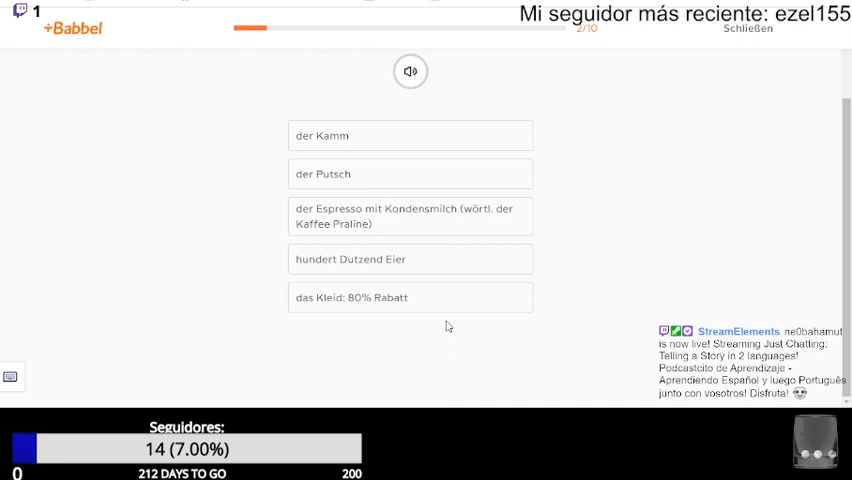 1
Mi seguidor más reciente: ezel155
÷Babbel
2/10
Schließen
der Kamm
der Putsch
der Espresso mit Kondensmilch (wörtl. der
Kaffee Praline)
hundert Dutzend Eier
das Kleid: 80% Rabatt
StreamElements ne0bahamut
is now live! Streaming Just Chatting:
Telling a Story in 2 languages!
Podcastcito de Aprendizaje -
Aprendiendo Español y luego Português
junto con vosotros! Disfruta!
Seguidores:
14 (7.00%)
0
212 DAYS TO GO
200